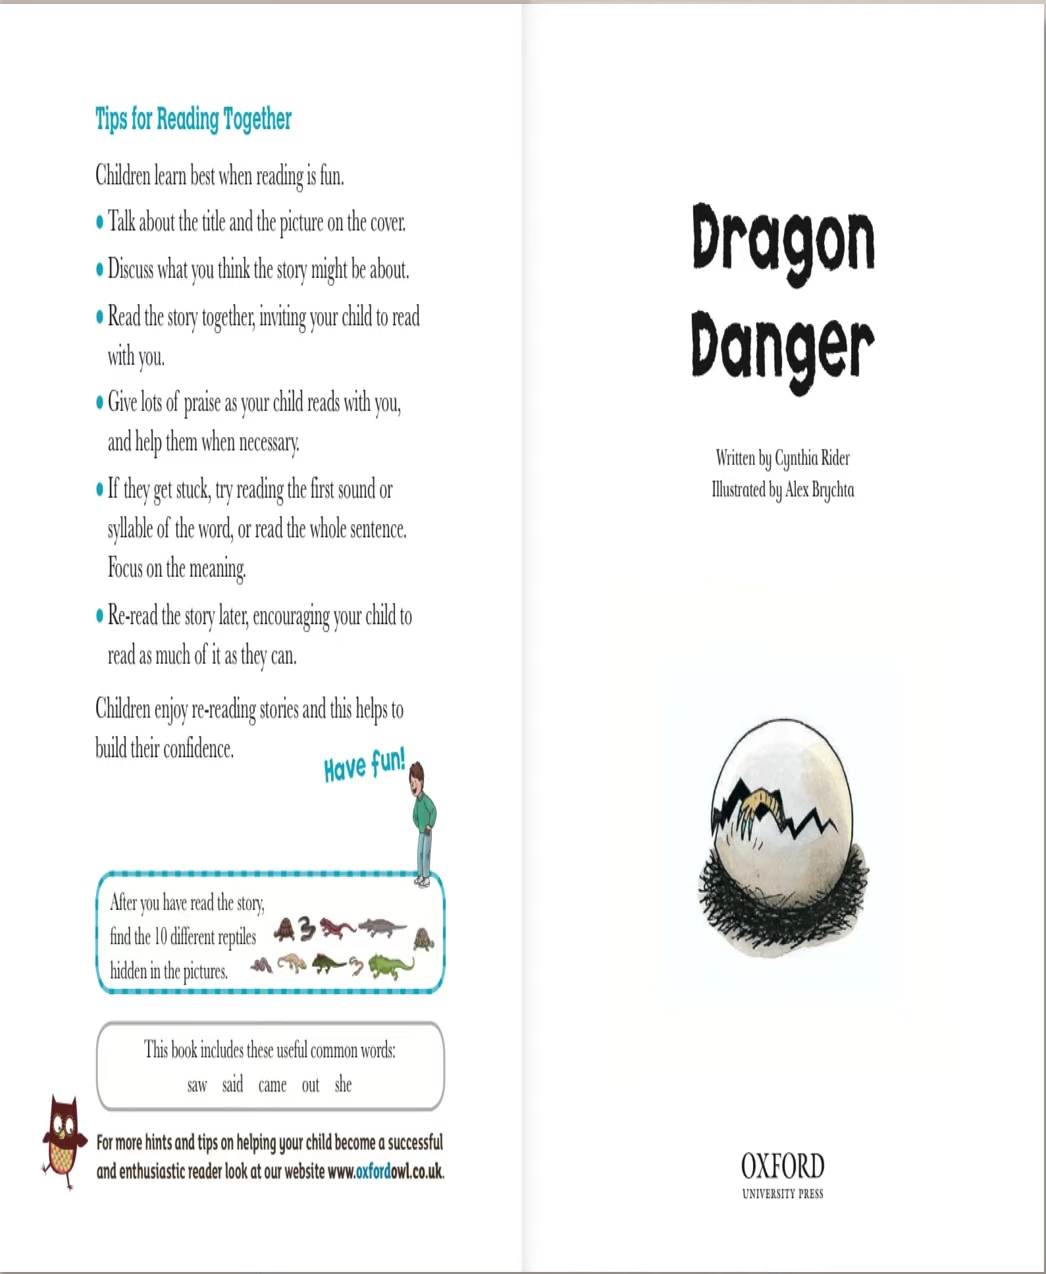 Tips for Reading Together
Children learn best when reading is fun.
• Talk about the title and the picture on the cover.
• Discuss what you think the story might be about.
• Read the story together, inviting your child to read
with you.
• Give lots of praise as your child reads with you,
and help them when necessary.
• If they get stuck, try reading the first sound or
syllable of the word, or read the whole sentence.
Focus on the meaning.
• Re-read the story later, encouraging your child to
read as much of it as they can.
Children enjoy re-reading stories and this helps to
build their confidence.
Have fun!
After you have read the story,
find the 10 different reptiles
hidden in the pictures.
This book includes these useful common words:
saw said came out she
For more hints and tips on helping your child become a successful
and enthusiastic reader look at our website www.oxfordowl.co.uk.
Dragon
Danger
Written by Cynthia Rider
Illustrated by Alex Brychta
OXFORD
UNIVERSITY PRESS